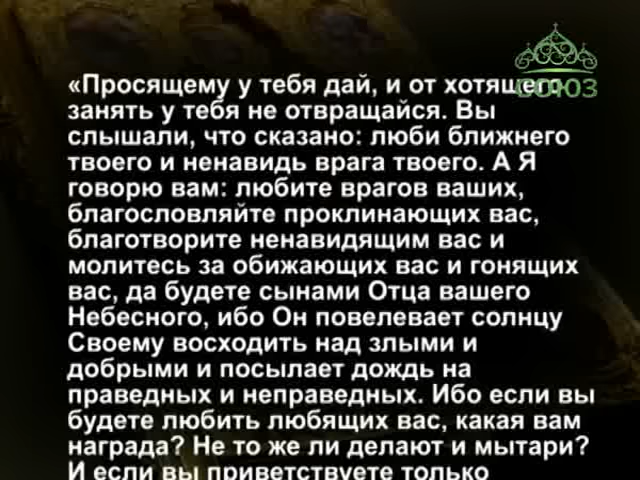 «Просящему у тебя дай, и от хотящего
СОЮЗ
занять у тебя не отвращайся. Вы
слышали, что сказано: люби ближнего
твоего и ненавидь врага твоего. А Я
говорю вам: любите врагов ваших,
благословляйте проклинающих вас,
благотворите ненавидящим вас и
молитесь за обижающих вас и гонящих
вас, да будете сынами Отца вашего
Небесного, ибо Он повелевает солнцу
Своему восходить над злыми и
добрыми и посылает дождь на
праведных и неправедных. Ибо если вы
будете любить любящих вас, какая вам
награда? Не то же ли делают и мытари?
И если вы приветствуете только